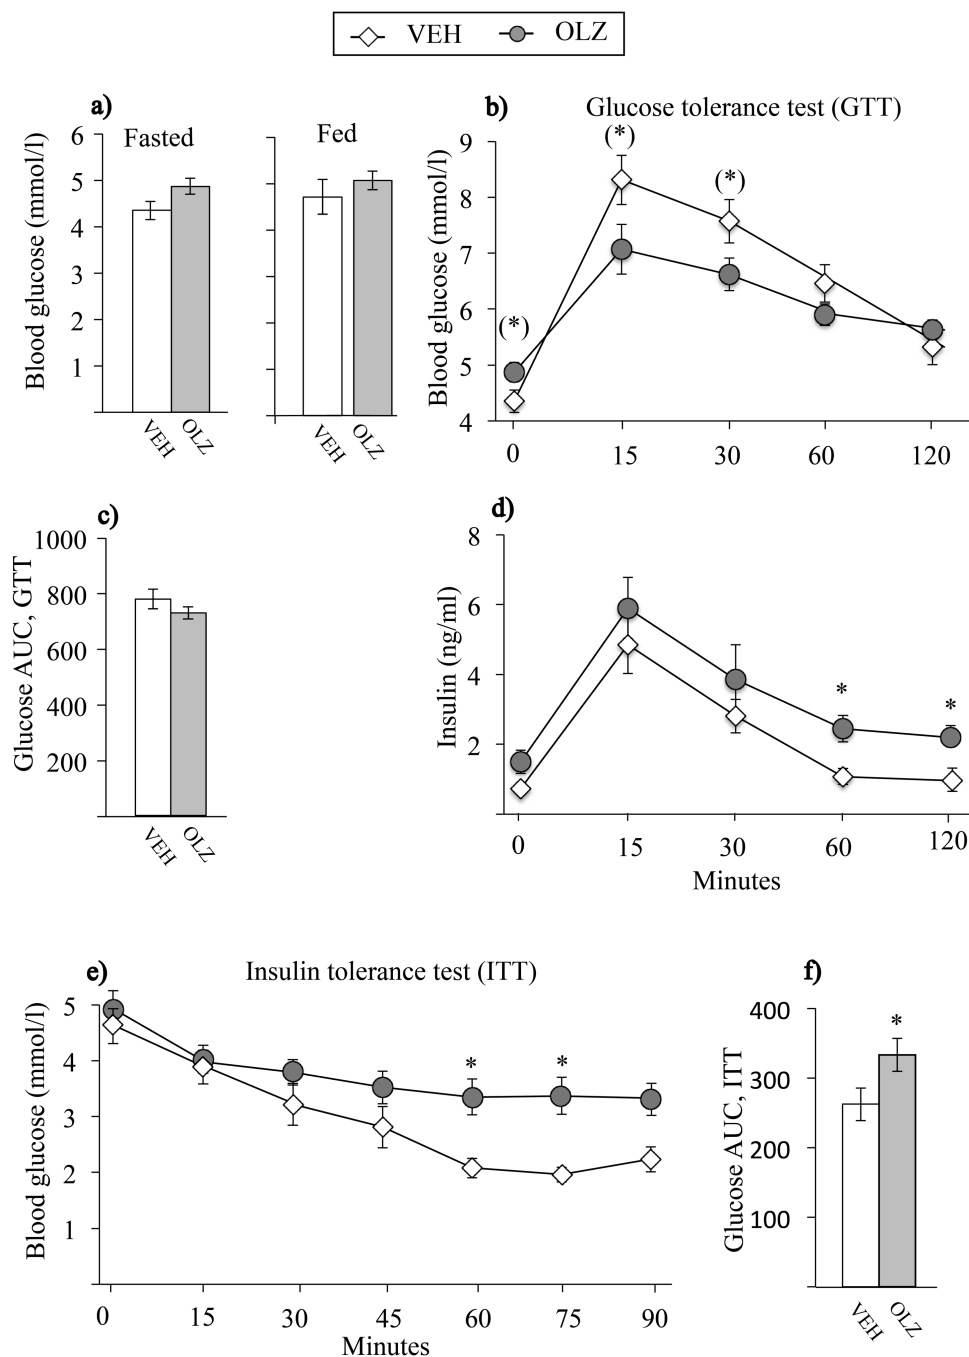 VEH OLZ
a)
Fasted
Fed
Blood glucose (mmol/l)
6
5
4
3
2
1
VEH OLZ
VEH OLZ
b) Glucose tolerance test (GTT)
Blood glucose (mmol/l)
9
8
7
6
5
4
(*)
(*)
(*)
0 15 30 60 120
c)
Glucose AUC, GTT
1000
800
600
400
200
VEH OLZ
d)
Insulin (ng/ml)
8
6
4
2
* *
0 15 30 60 120
Minutes
e) Insulin tolerance test (ITT)
Blood glucose (mmol/l)
5
4
3
2
1
* *
0 15 30 45 60 75 90
Minutes
f)
Glucose AUC, ITT
400
300
200
100
*
VEH OLZ